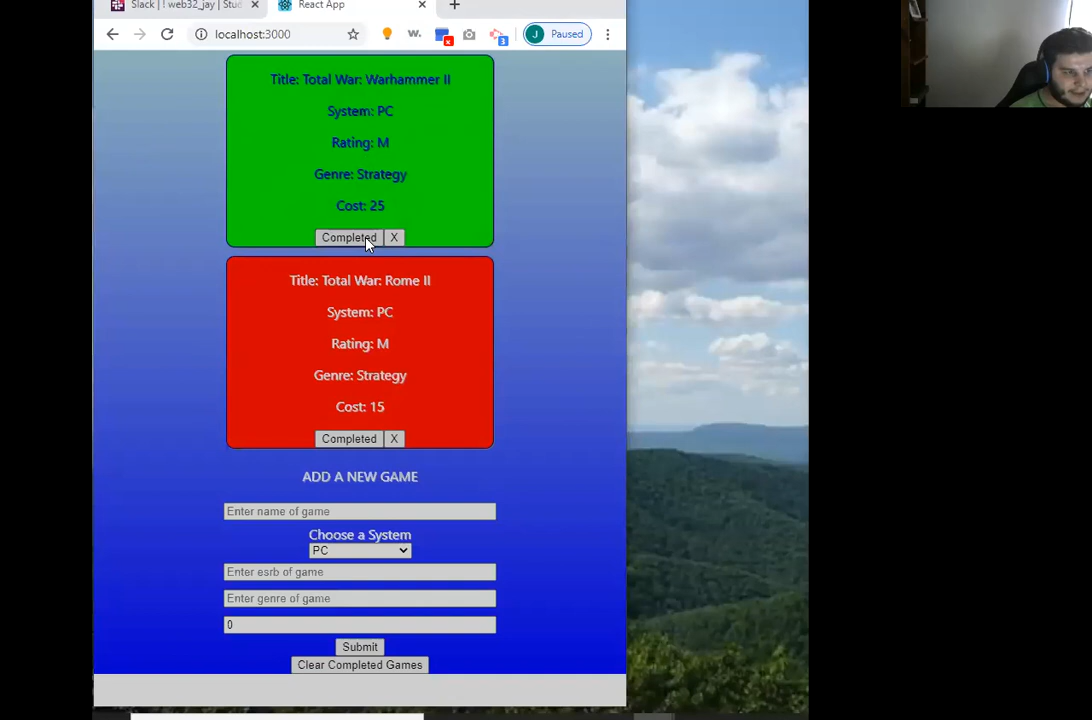 Slack | ! web32_jay | Stud
React App
localhost:3000
w.
3
J Paused
Title: Total War: Warhammer II
System: PC
Rating: M
Genre: Strategy
Cost: 25
Completed X
Title: Total War: Rome II
System: PC
Rating: M
Genre: Strategy
Cost: 15
Completed X
ADD A NEW GAME
Enter name of game
Choose a System
PC
Enter esrb of game
Enter genre of game
0
Submit
Clear Completed Games